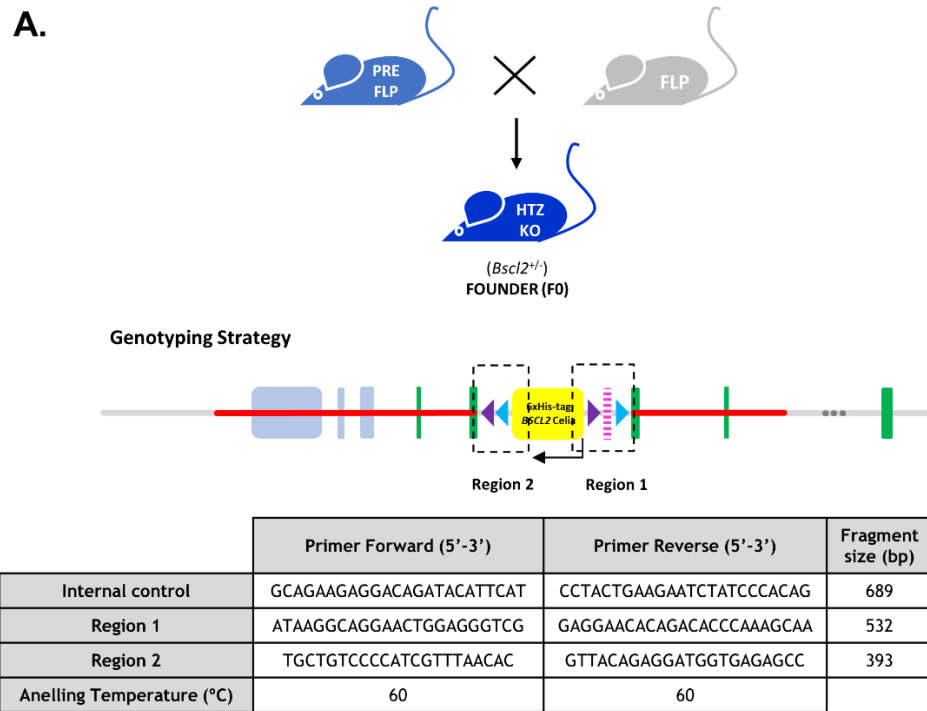 A.
PRE
FLP
FLP
HTZ
KO
(Bscl2+/-)
FOUNDER (F0)
Genotyping Strategy
6xHis-tag
BSCL2 Celia
Region 2
Region 1
Primer Forward (5’-3’)
Primer Reverse (5’-3’)
Fragment
size (bp)
Internal control
GCAGAAGAGGACAGATACATTCAT
CCTACTGAAGAATCTATCCCACAG
689
Region 1
ATAAGGCAGGAACTGGAGGGTCG
GAGGAACACAGACACCCAAAGCAA
532
Region 2
TGCTGTCCCCATCGTTTAACAC
GTTACAGAGGATGGTGAGAGCC
393
Anelling Temperature (ºC)
60
60